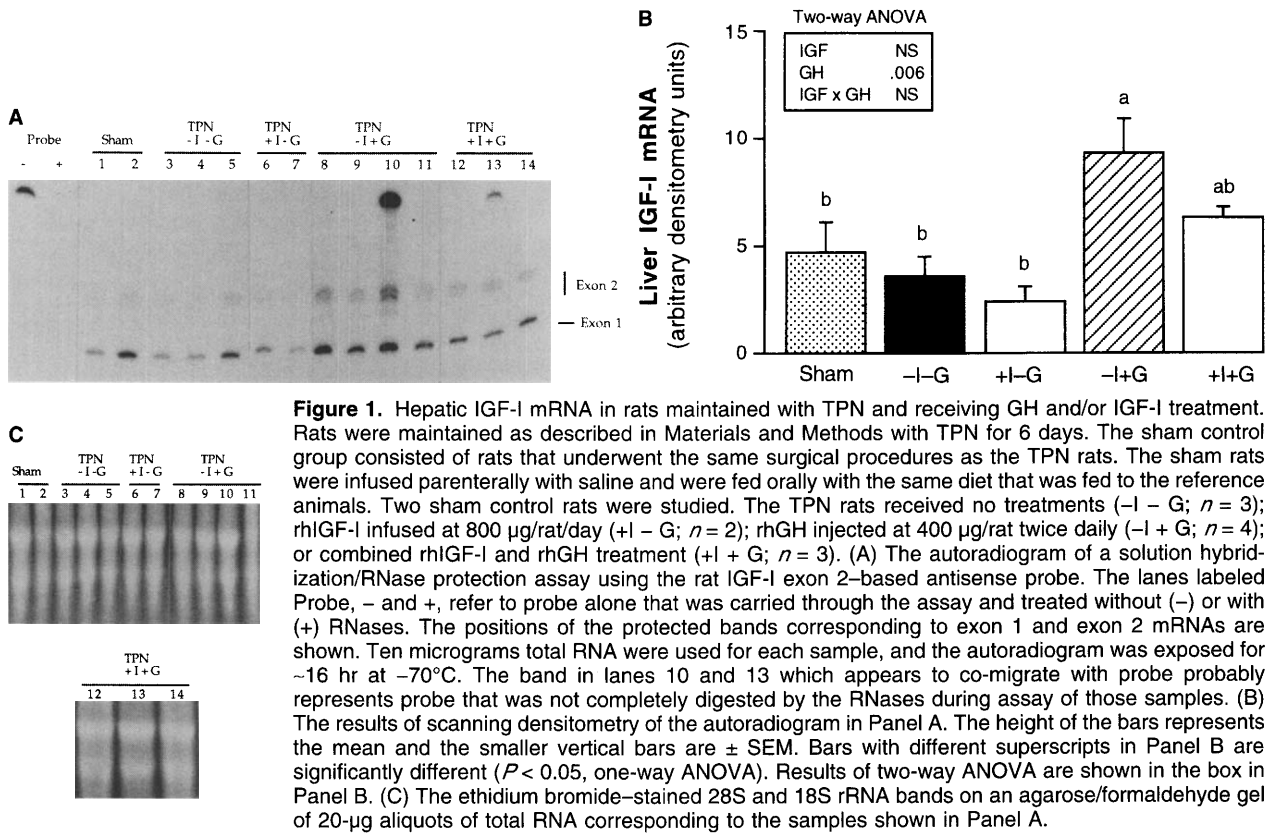 A
Probe Sham TPN -I -G TPN +I -G TPN -I +G TPN +I +G
- + 1 2 3 4 5 6 7 8 9 10 11 12 13 14
Exon 2
Exon 1
B
Two-way ANOVA
IGF NS
GH .006
IGF x GH NS
Liver IGF-I mRNA
(arbitrary densitometry units)
15
10
5
0
b
b
b
a
ab
Sham –I–G +I–G –I+G +I+G
C
Sham TPN -I -G TPN +I -G TPN -I +G
1 2 3 4 5 6 7 8 9 10 11
TPN
+I +G
12 13 14
Figure 1. Hepatic IGF-I mRNA in rats maintained with TPN and receiving GH and/or IGF-I treatment.
Rats were maintained as described in Materials and Methods with TPN for 6 days. The sham control
group consisted of rats that underwent the same surgical procedures as the TPN rats. The sham rats
were infused parenterally with saline and were fed orally with the same diet that was fed to the reference
animals. Two sham control rats were studied. The TPN rats received no treatments (–I – G; n = 3);
rhIGF-I infused at 800 µg/rat/day (+I – G; n = 2); rhGH injected at 400 µg/rat twice daily (–I + G; n = 4);
or combined rhIGF-I and rhGH treatment (+I + G; n = 3). (A) The autoradiogram of a solution hybrid-
ization/RNase protection assay using the rat IGF-I exon 2–based antisense probe. The lanes labeled
Probe, – and +, refer to probe alone that was carried through the assay and treated without (–) or with
(+) RNases. The positions of the protected bands corresponding to exon 1 and exon 2 mRNAs are
shown. Ten micrograms total RNA were used for each sample, and the autoradiogram was exposed for
~16 hr at –70°C. The band in lanes 10 and 13 which appears to co-migrate with probe probably
represents probe that was not completely digested by the RNases during assay of those samples. (B)
The results of scanning densitometry of the autoradiogram in Panel A. The height of the bars represents
the mean and the smaller vertical bars are ± SEM. Bars with different superscripts in Panel B are
significantly different (P < 0.05, one-way ANOVA). Results of two-way ANOVA are shown in the box in
Panel B. (C) The ethidium bromide–stained 28S and 18S rRNA bands on an agarose/formaldehyde gel
of 20-µg aliquots of total RNA corresponding to the samples shown in Panel A.